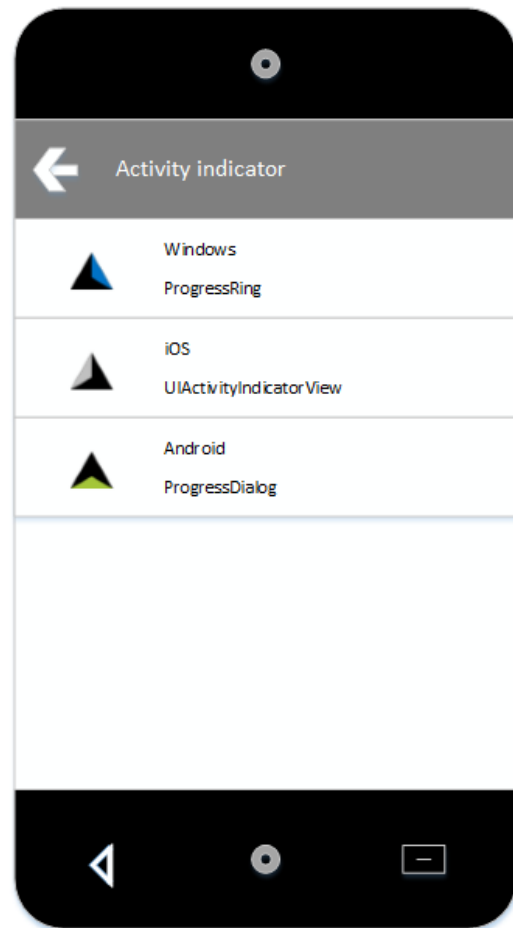 Activity indicator
Windows
ProgressRing
iOS
UIActivityIndicatorView
Android
ProgressDialog